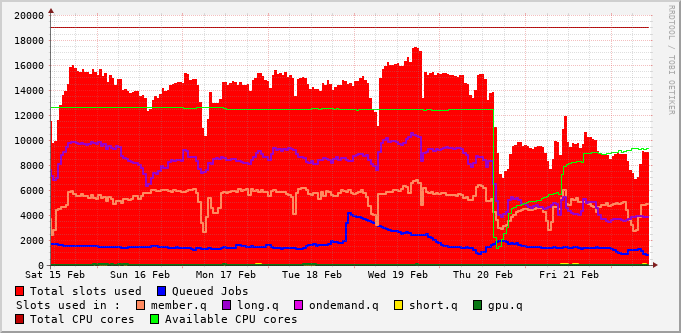 20000
18000
16000
14000
12000
10000
8000
6000
4000
2000
0
Sat 15 Feb Sun 16 Feb Mon 17 Feb Tue 18 Feb Wed 19 Feb Thu 20 Feb Fri 21 Feb
RRDTOOL / TOBI OETIKER
Total slots used Queued Jobs
Slots used in : member.q long.q ondemand.q short.q gpu.q
Total CPU cores Available CPU cores